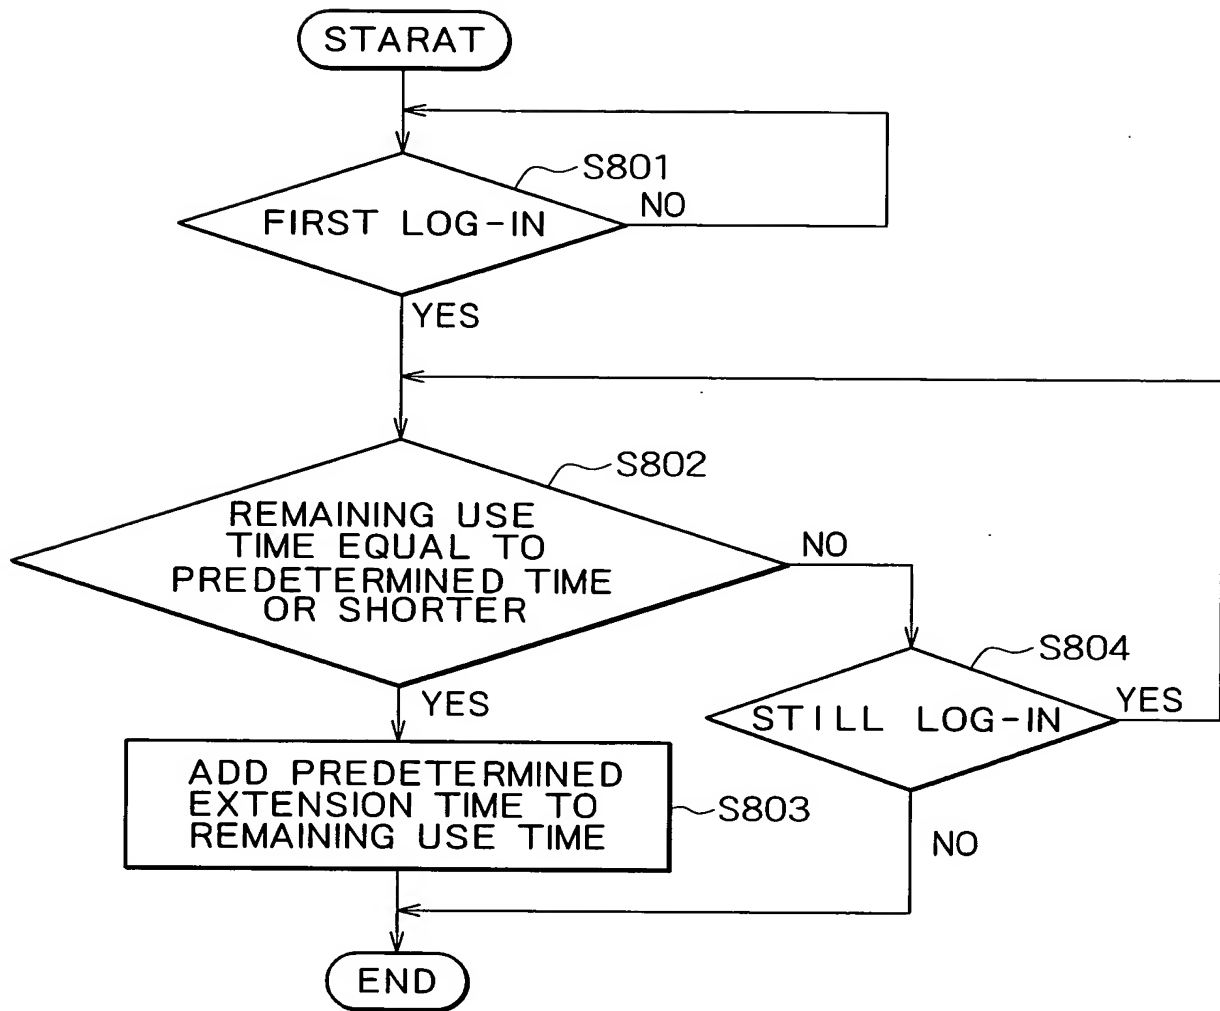 STARAT
S801
FIRST LOG-IN
NO
YES
S802
REMAINING USE
TIME EQUAL TO
PREDETERMINED TIME
OR SHORTER
NO
S804
STILL LOG-IN
YES
YES
ADD PREDETERMINED
EXTENSION TIME TO
REMAINING USE TIME
S803
NO
END